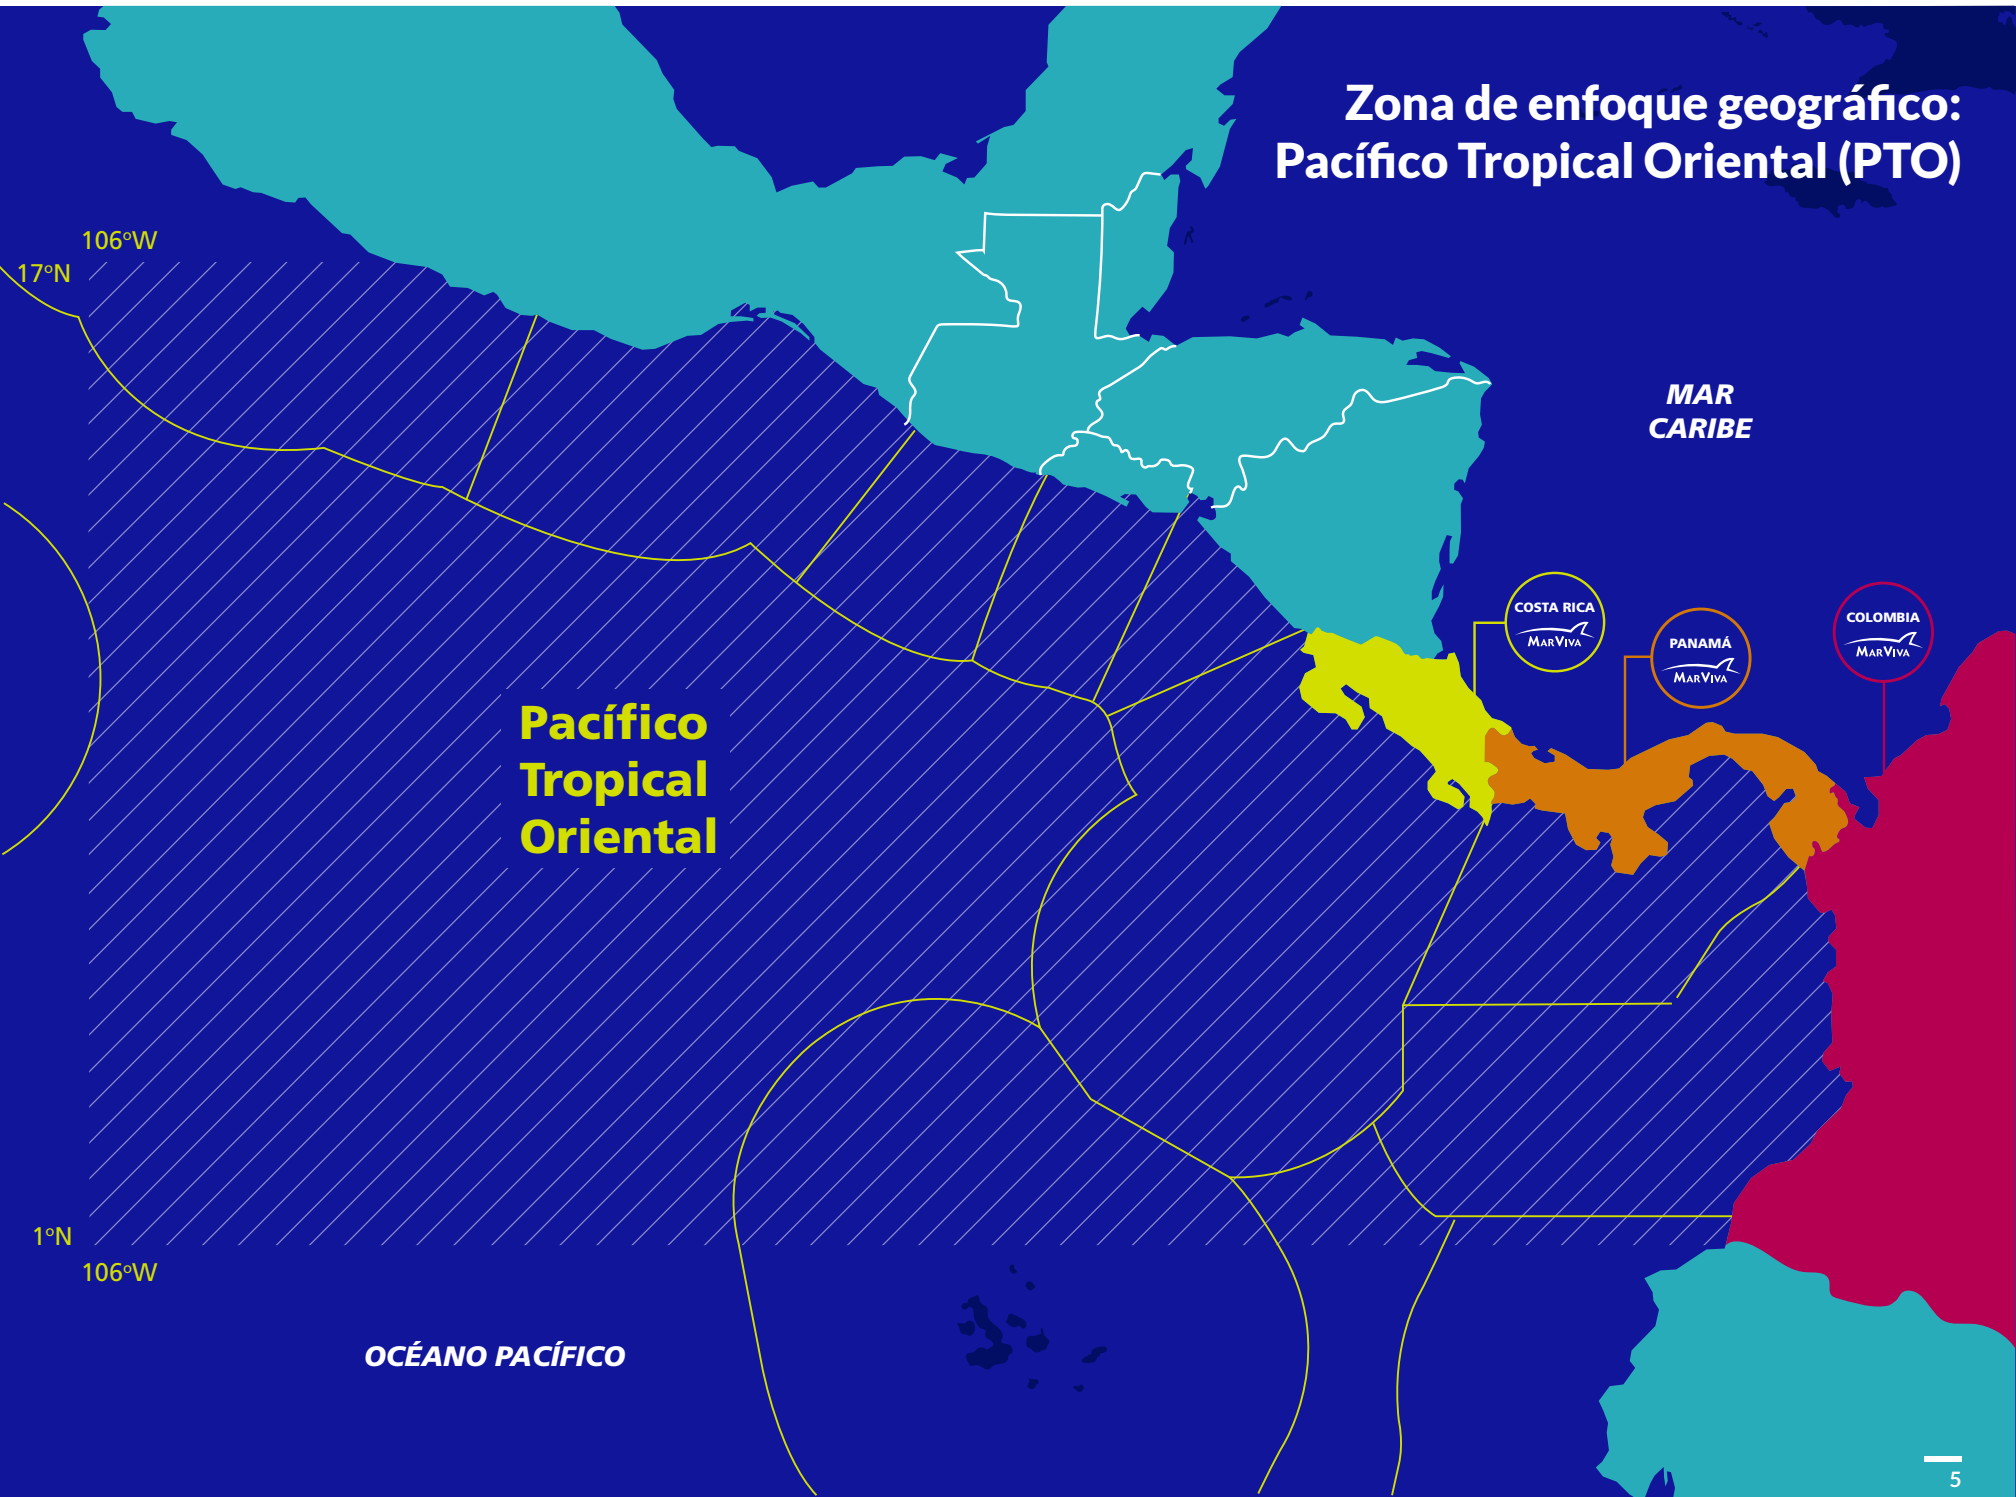 Zona de enfoque geográfico:
Pacífico Tropical Oriental (PTO)
106°W
17°N
MAR
CARIBE
COSTA RICA
MARVIVA
PANAMÁ
MARVIVA
COLOMBIA
MARVIVA
Pacífico
Tropical
Oriental
1°N
106°W
OCÉANO PACÍFICO
5